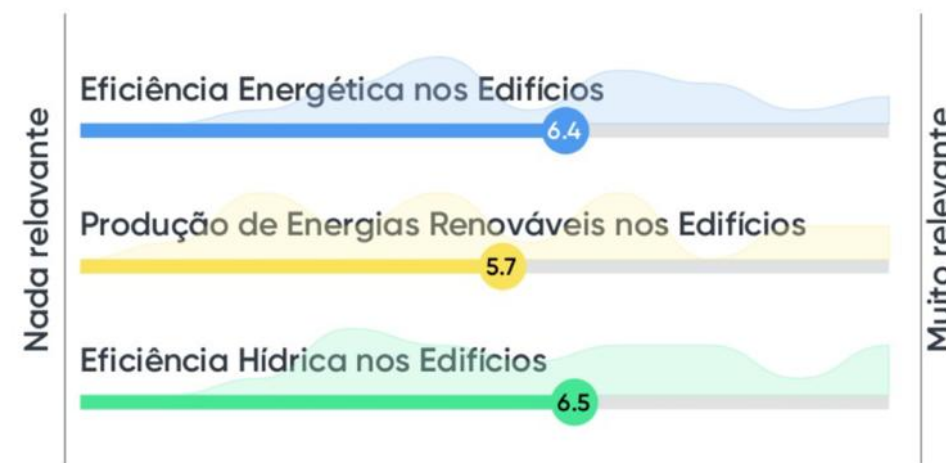 Nada relavante
Eficiência Energética nos Edifícios
6.4
Produção de Energias Renováveis nos Edifícios
5.7
Eficiência Hídrica nos Edifícios
6.5
Muito relevante